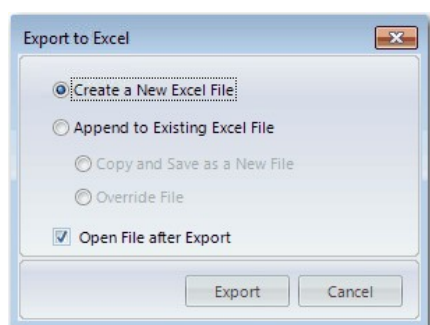 Export to Excel
Create a New Excel File
Append to Existing Excel File
Copy and Save as a New File
Override File
Open File after Export
Export Cancel